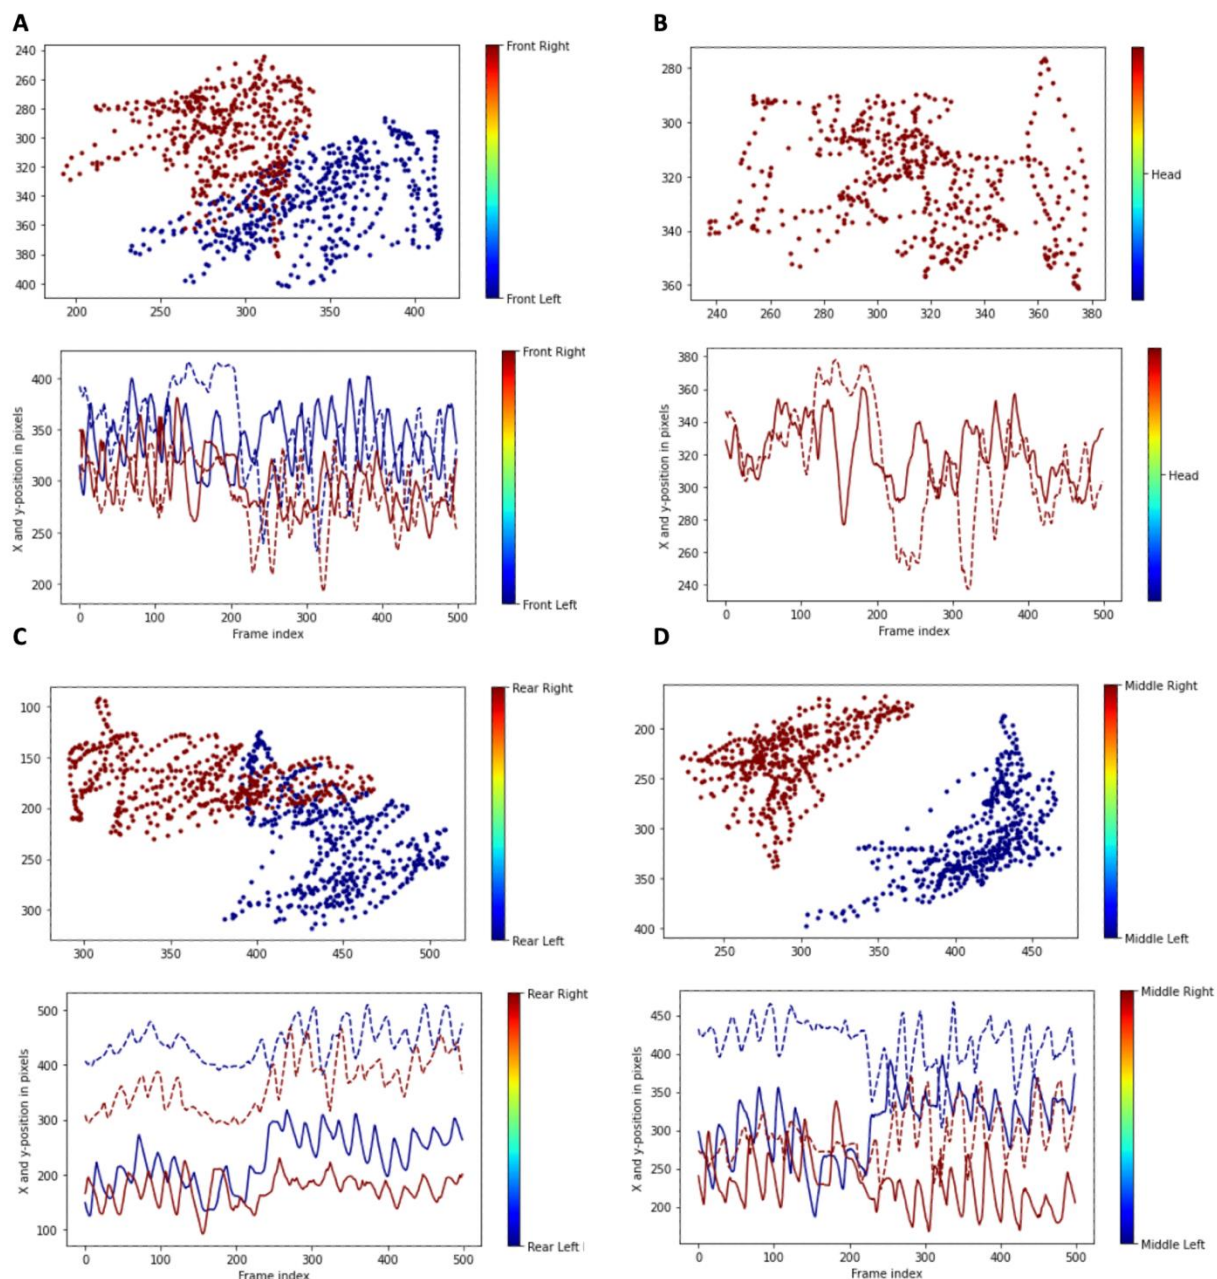 A
B
Front Right
240
260
280
300
320
340
360
380
400
200 250 300 350 400
Front Left
280
300
320
340
360
240 260 280 300 320 340 360 380
Head
Front Right
400
350
300
250
200
X and y-position in pixels
0 100 200 300 400 500
Frame index
Front Left
380
360
340
320
300
280
260
240
X and y-position in pixels
0 100 200 300 400 500
Frame index
Head
C
D
Rear Right
100
150
200
250
300
300 350 400 450 500
Rear Left
Middle Right
200
250
300
350
400
250 300 350 400 450
Middle Left
Rear Right
500
400
300
200
100
X and y-position in pixels
0 100 200 300 400 500
Frame index
Rear Left
Middle Right
450
400
350
300
250
200
X and y-position in pixels
0 100 200 300 400 500
Frame index
Middle Left